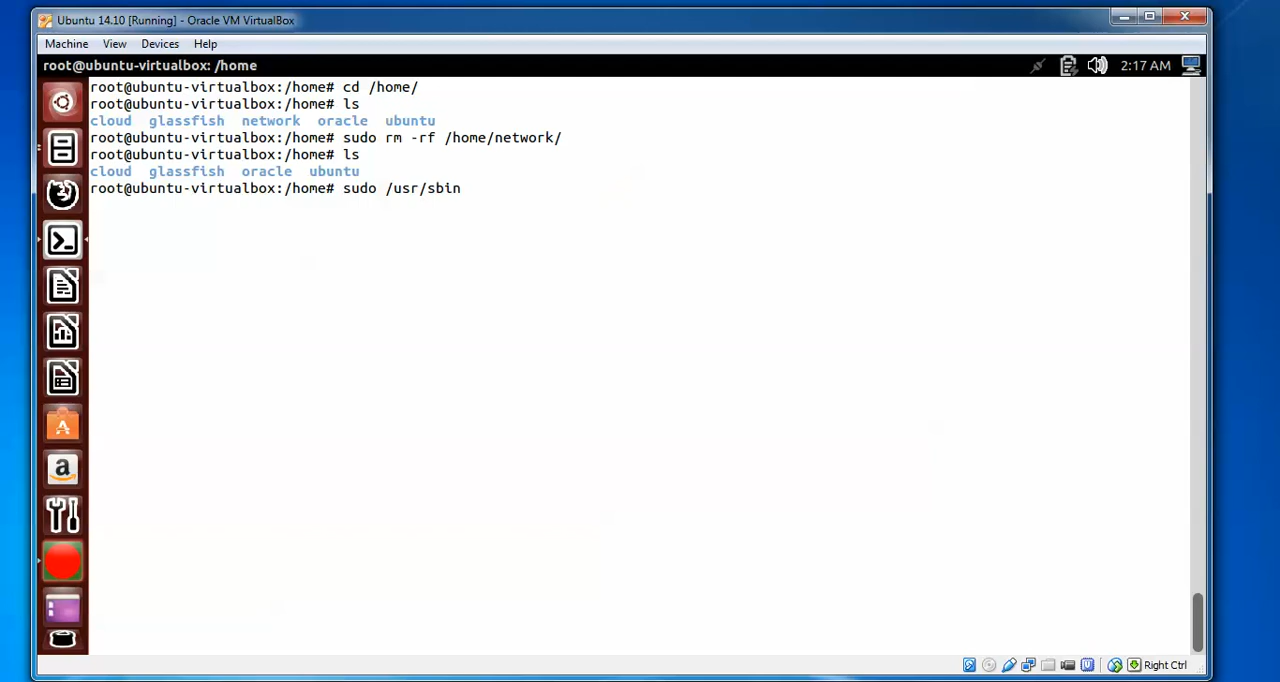 Ubuntu 14.10 [Running] - Oracle VM VirtualBox
Machine View Devices Help
root@ubuntu-virtualbox: /home 2:17 AM
root@ubuntu-virtualbox:/home# cd /home/
root@ubuntu-virtualbox:/home# ls
cloud glassfish network oracle ubuntu
root@ubuntu-virtualbox:/home# sudo rm -rf /home/network/
root@ubuntu-virtualbox:/home# ls
cloud glassfish oracle ubuntu
root@ubuntu-virtualbox:/home# sudo /usr/sbin
Right Ctrl